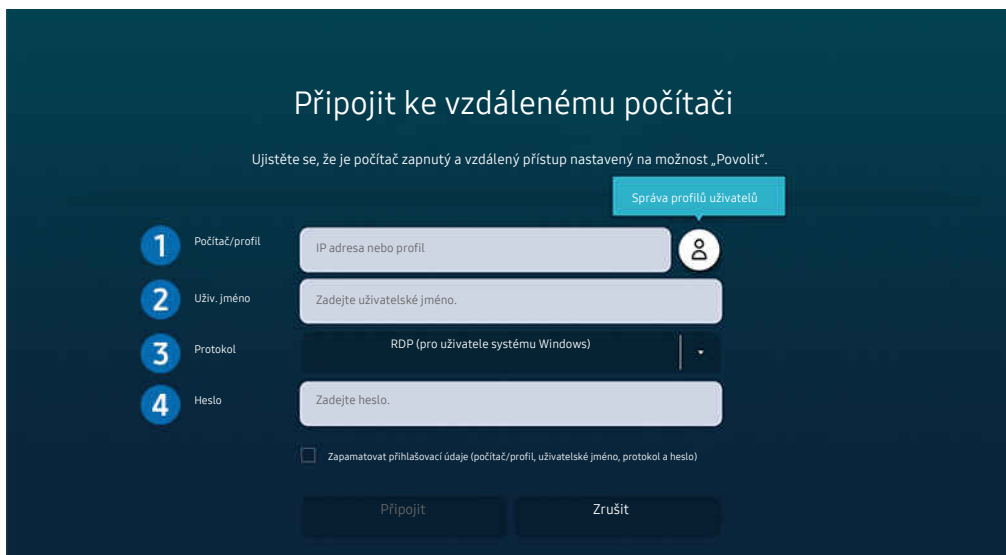 Připojit ke vzdálenému počítači
Ujistěte se, že je počítač zapnutý a vzdálený přístup nastavený na možnost „Povolit“.
Správa profilů uživatelů
1 Počítač/profil IP adresa nebo profil
2 Uživ. jméno Zadejte uživatelské jméno.
3 Protokol RDP (pro uživatele systému Windows)
4 Heslo Zadejte heslo.
Zapamatovat přihlašovací údaje (počítač/profil, uživatelské jméno, protokol a heslo)
Připojit Zrušit